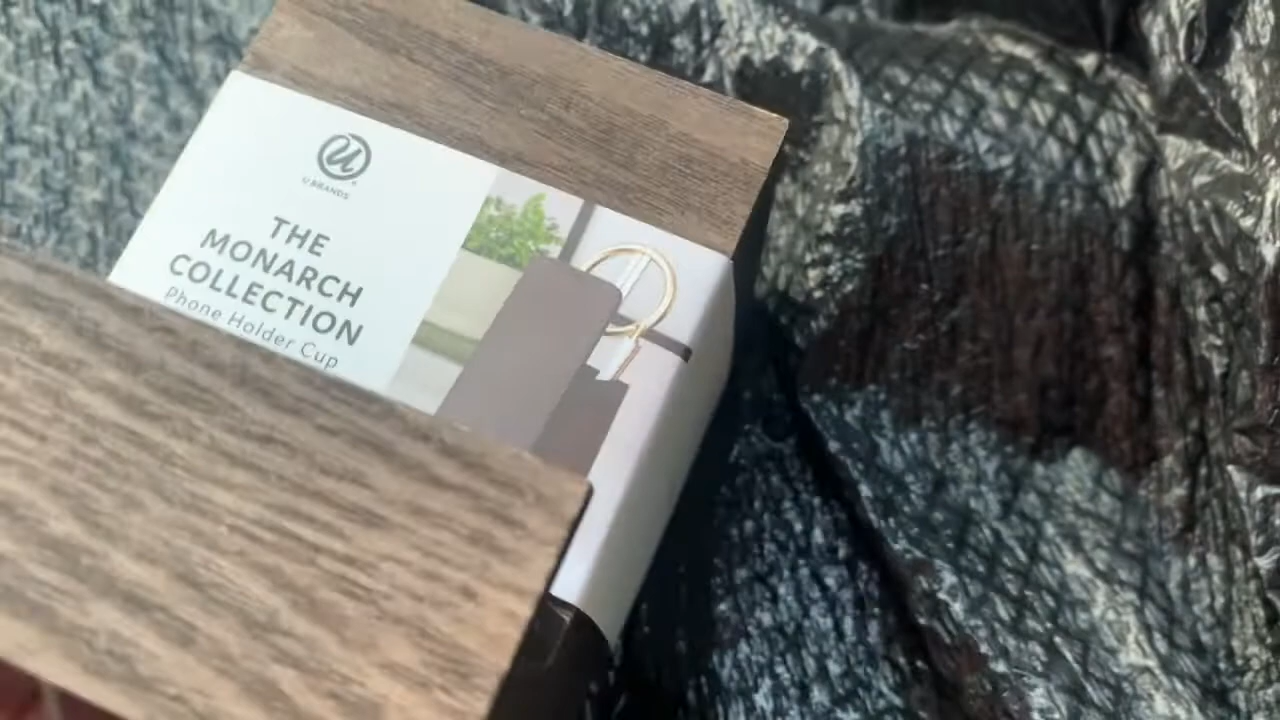 U BRANDS
THE
MONARCH
COLLECTION
Phone Holder Cup